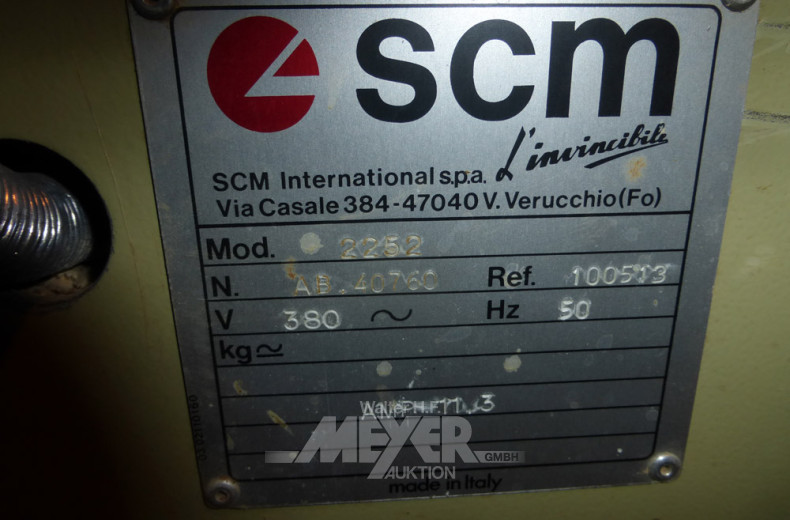 scm
L'invincibile
SCM International s.p.a.
Via Casale 384-47040 V. Verucchio (Fo)
Mod. 2252
N. AB.40760 Ref. 100513
V 380 ~ Hz 50
kg≃
MEYER
GMBH
AUKTION
made in Italy